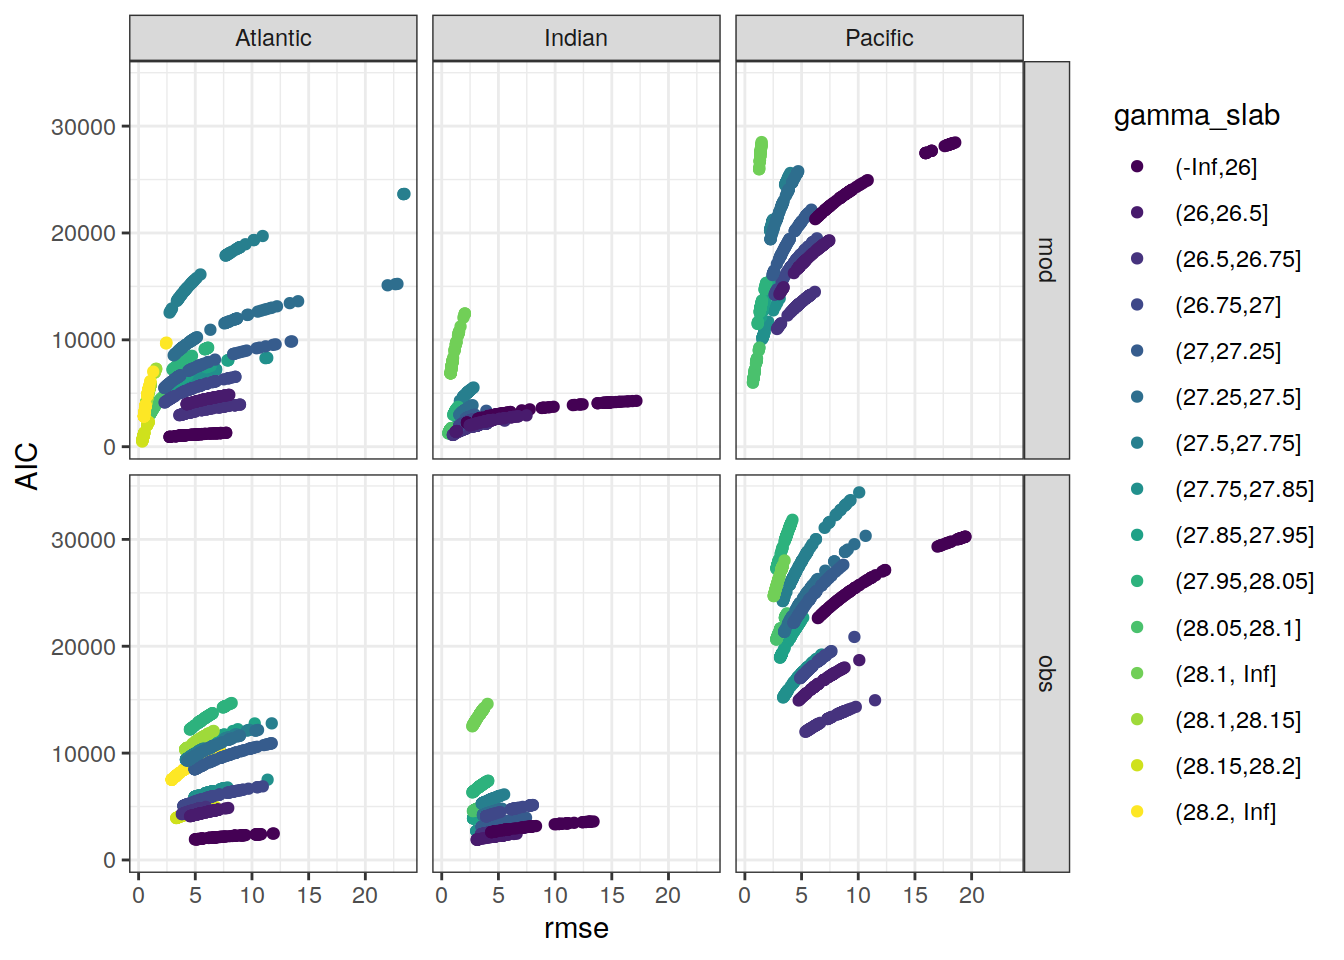 Atlantic Indian Pacific
gamma_slab
(-Inf,26]
(26,26.5]
(26.5,26.75]
(26.75,27]
(27,27.25]
(27.25,27.5]
(27.5,27.75]
(27.75,27.85]
(27.85,27.95]
(27.95,28.05]
(28.05,28.1]
(28.1, Inf]
(28.1,28.15]
(28.15,28.2]
(28.2, Inf]
mod
obs
AIC
30000
20000
10000
0
30000
20000
10000
0
0 5 10 15 20 0 5 10 15 20 0 5 10 15 20
rmse